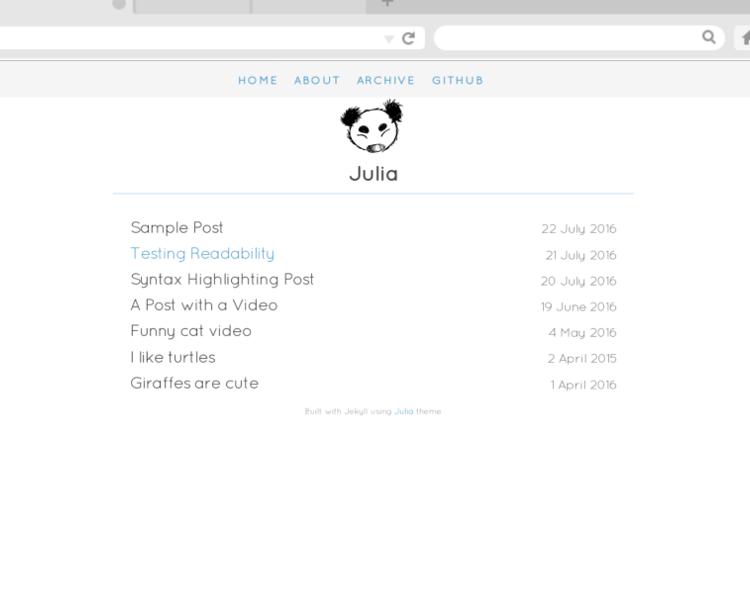 HOME ABOUT ARCHIVE GITHUB
Julia
Sample Post 22 July 2016
Testing Readability 21 July 2016
Syntax Highlighting Post 20 July 2016
A Post with a Video 19 June 2016
Funny cat video 4 May 2016
I like turtles 2 April 2015
Giraffes are cute 1 April 2016
Built with Jekyll using Julia theme